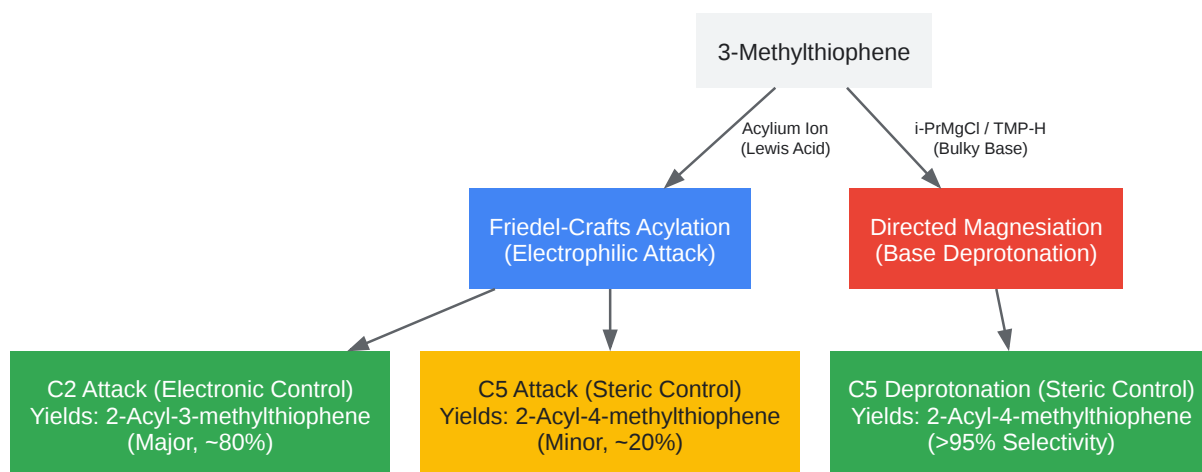 3-Methylthiophene
Acylium Ion
(Lewis Acid)
i-PrMgCl / TMP-H
(Bulky Base)
Friedel-Crafts Acylation
(Electrophilic Attack)
Directed Magnesiation
(Base Deprotonation)
C2 Attack (Electronic Control)
Yields: 2-Acyl-3-methylthiophene
(Major, ~80%)
C5 Attack (Steric Control)
Yields: 2-Acyl-4-methylthiophene
(Minor, ~20%)
C5 Deprotonation (Steric Control)
Yields: 2-Acyl-4-methylthiophene
(>95% Selectivity)